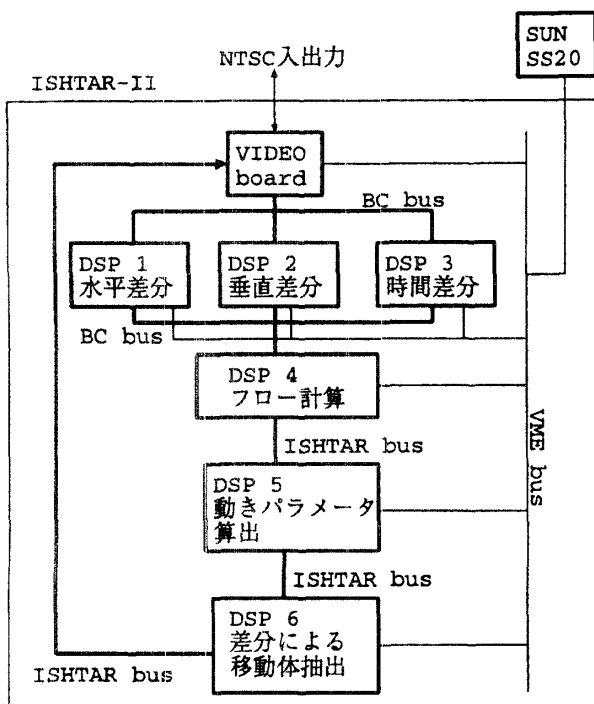 SUN
SS20
NTSC入出力
ISHTAR-II
VIDEO
board
BC bus
DSP 1
水平差分
DSP 2
垂直差分
DSP 3
時間差分
BC bus
DSP 4
フロー計算
ISHTAR bus
VME bus
DSP 5
動きパラメータ
算出
ISHTAR bus
DSP 6
差分による
移動体抽出
ISHTAR bus